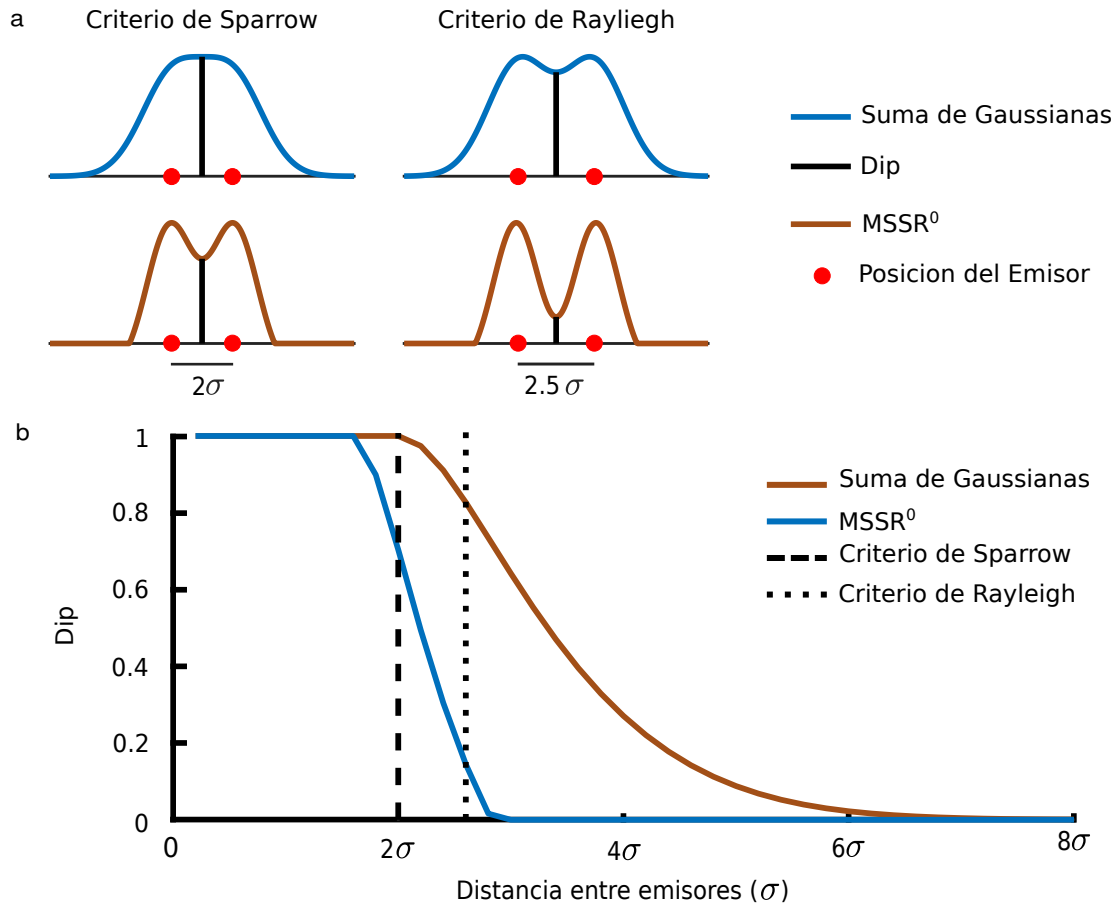 a
Criterio de Sparrow
Criterio de Rayliegh
Suma de Gaussianas
Dip
MSSR⁰
Posicion del Emisor
2σ
2.5 σ
b
1
0.8
0.6
0.4
0.2
0
Dip
0
2σ
4σ
6σ
8σ
Distancia entre emisores (σ)
Suma de Gaussianas
MSSR⁰
Criterio de Sparrow
Criterio de Rayleigh